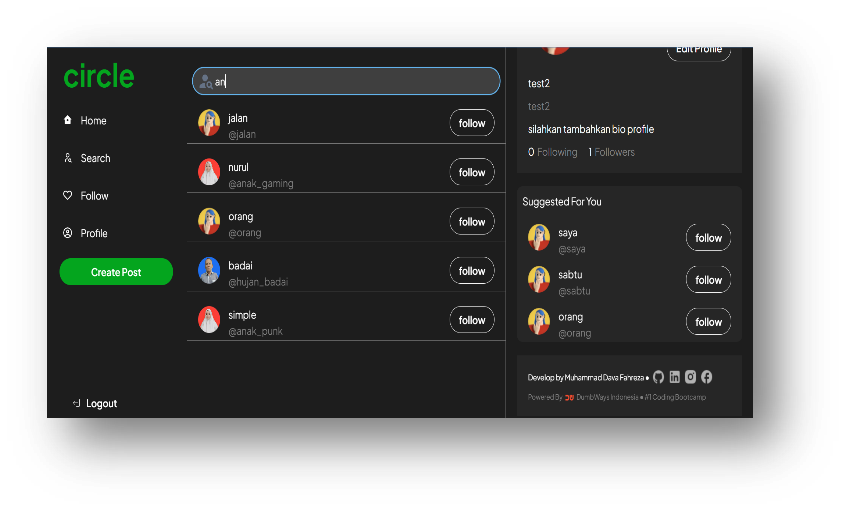 circle
Home
Search
Follow
Profile
Create Post
Logout
an
jalan
@jalan
follow
nurul
@anak_gaming
follow
orang
@orang
follow
badai
@hujan_badai
follow
simple
@anak_punk
follow
Edit Profile
test2
test2
silahkan tambahkan bio profile
0 Following 1 Followers
Suggested For You
saya
@saya
follow
sabtu
@sabtu
follow
orang
@orang
follow
Develop by Muhammad Dava Fahreza •
Powered By DumbWays Indonesia • #1 Coding Bootcamp